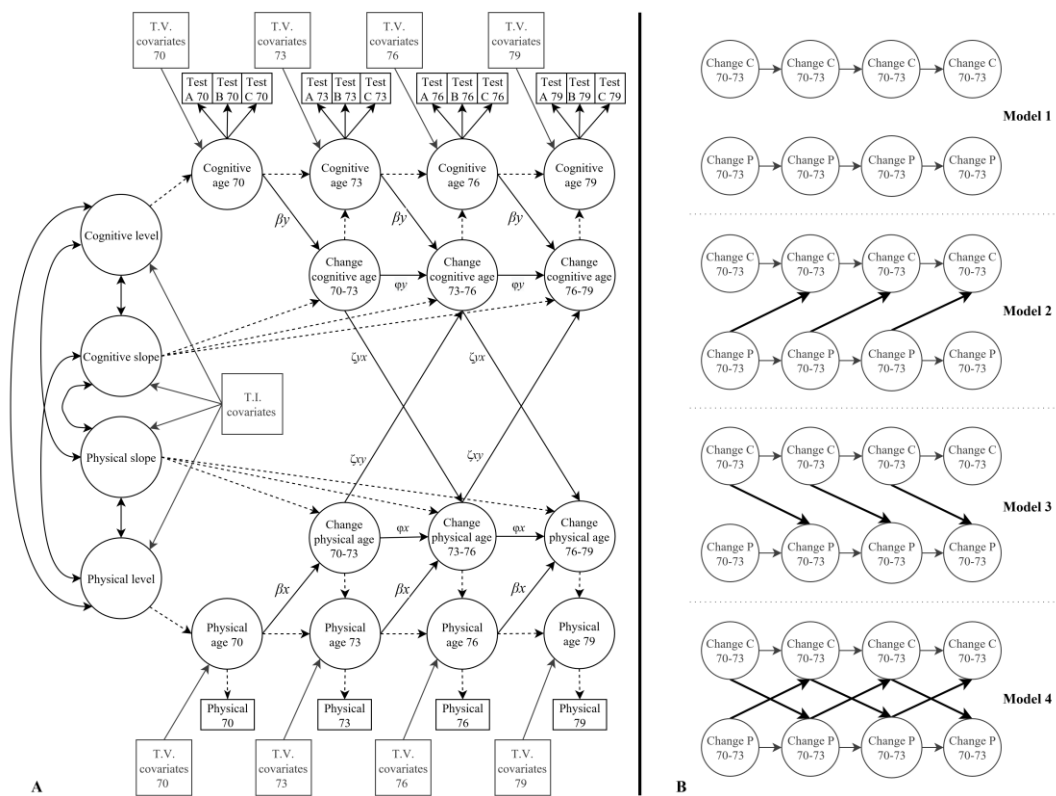 T.V.
covariates
70
T.V.
covariates
73
T.V.
covariates
76
T.V.
covariates
79
Test
A 70
Test
B 70
Test
C 70
Test
A 73
Test
B 73
Test
C 73
Test
A 76
Test
B 76
Test
C 76
Test
A 79
Test
B 79
Test
C 79
Cognitive
age 70
Cognitive
age 73
Cognitive
age 76
Cognitive
age 79
βy
βy
βy
Cognitive level
Change
cognitive age
70-73
φy
Change
cognitive age
73-76
φy
Change
cognitive age
76-79
Cognitive slope
ζyx
ζyx
T.I.
covariates
Physical slope
ζxy
ζxy
Change
physical age
70-73
φx
Change
physical age
73-76
φx
Change
physical age
76-79
Physical level
βx
βx
βx
Physical
age 70
Physical
age 73
Physical
age 76
Physical
age 79
Physical
70
Physical
73
Physical
76
Physical
79
T.V.
covariates
70
T.V.
covariates
73
T.V.
covariates
76
T.V.
covariates
79
A
Change C
70-73
Change C
70-73
Change C
70-73
Change C
70-73
Model 1
Change P
70-73
Change P
70-73
Change P
70-73
Change P
70-73
Change C
70-73
Change C
70-73
Change C
70-73
Change C
70-73
Model 2
Change P
70-73
Change P
70-73
Change P
70-73
Change P
70-73
Change C
70-73
Change C
70-73
Change C
70-73
Change C
70-73
Model 3
Change P
70-73
Change P
70-73
Change P
70-73
Change P
70-73
Change C
70-73
Change C
70-73
Change C
70-73
Change C
70-73
Model 4
Change P
70-73
Change P
70-73
Change P
70-73
Change P
70-73
B